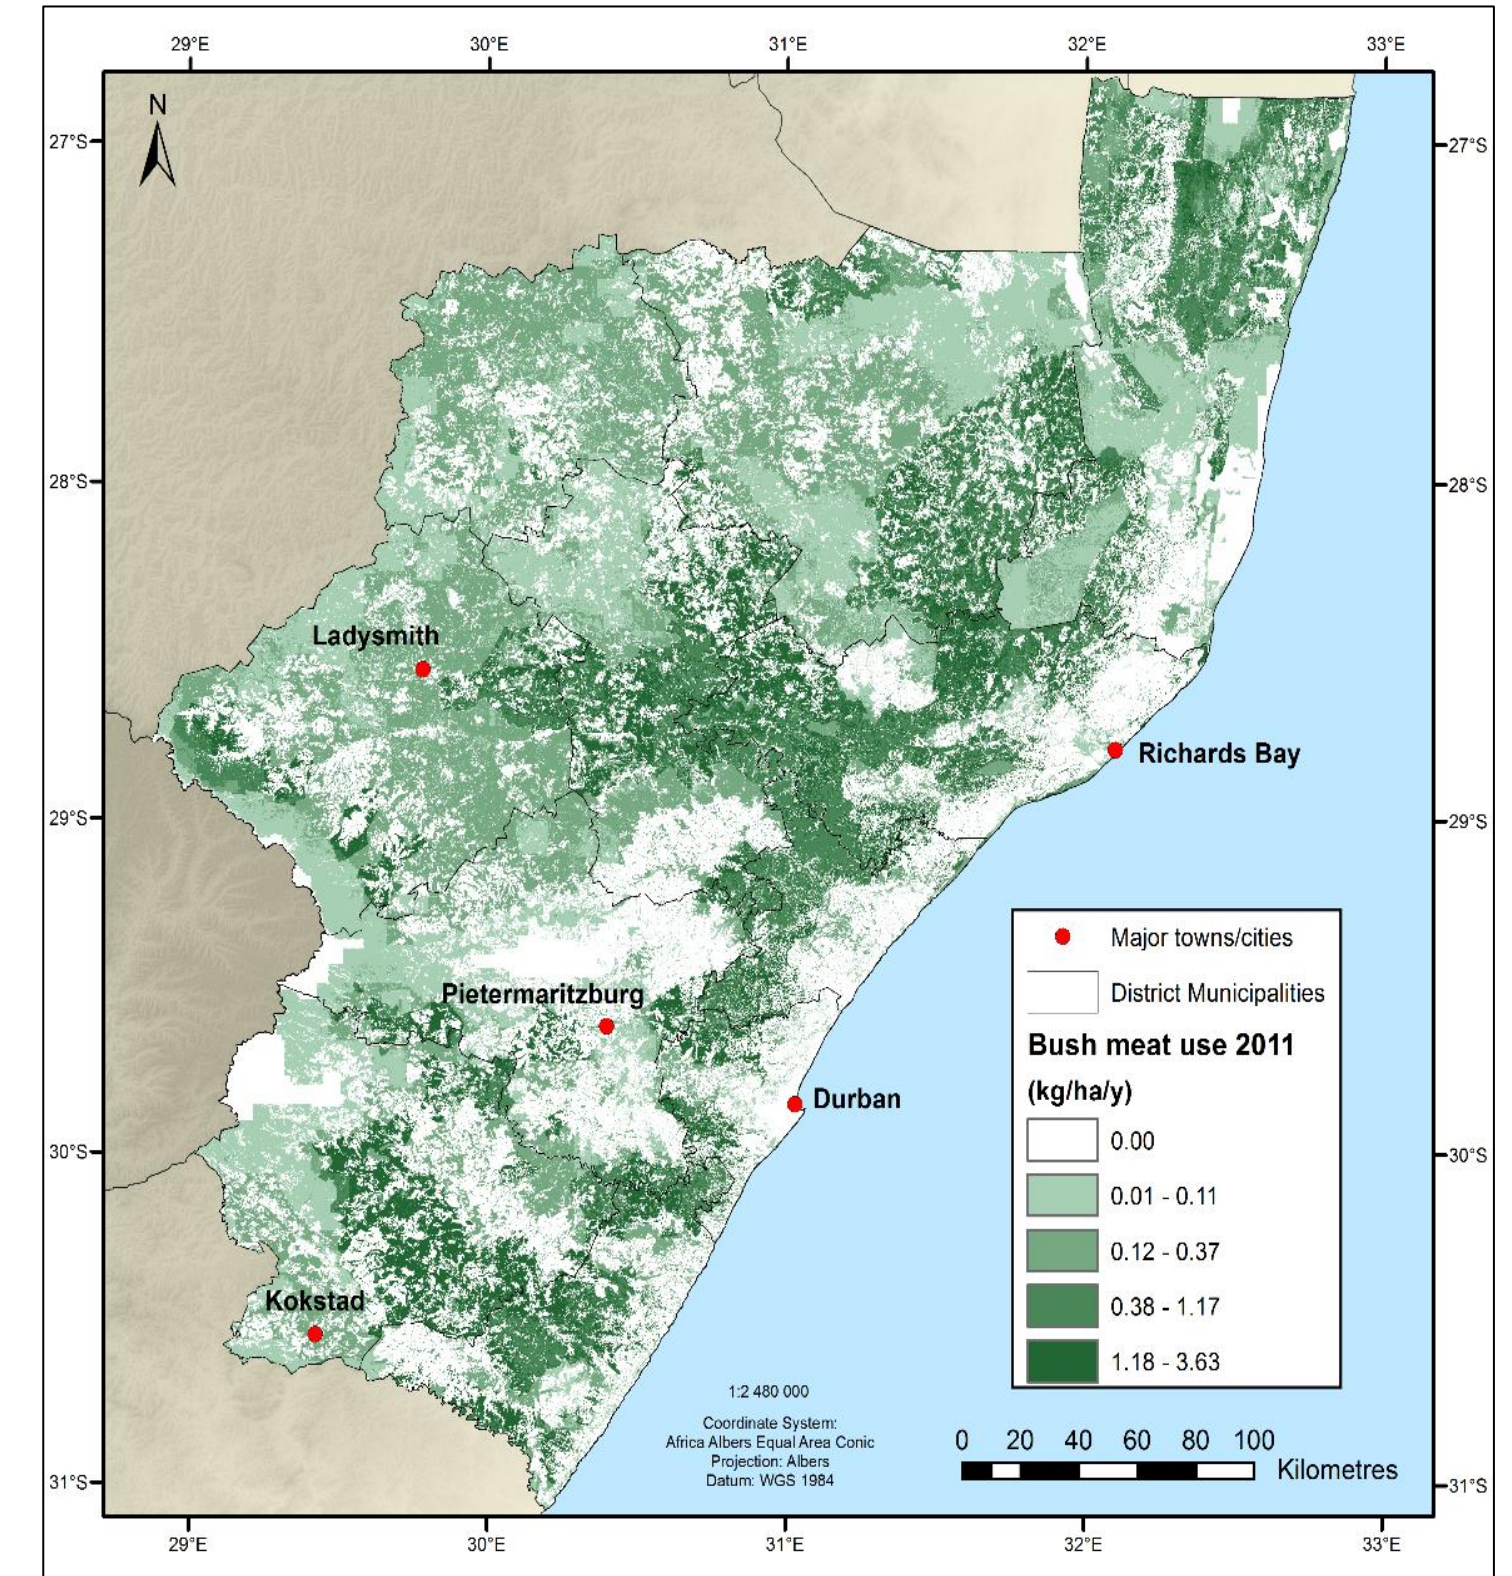 29°E 30°E 31°E 32°E 33°E
N
27°S 27°S
28°S 28°S
Ladysmith
Richards Bay
29°S 29°S
Major towns/cities
District Municipalities
Pietermaritzburg
Bush meat use 2011
(kg/ha/y)
Durban
0.00
30°S 30°S
0.01 - 0.11
0.12 - 0.37
Kokstad
0.38 - 1.17
1.18 - 3.63
1:2 480 000
Coordinate System:
Africa Albers Equal Area Conic
Projection: Albers
Datum: WGS 1984
0 20 40 60 80 100
Kilometres
31°S 31°S
29°E 30°E 31°E 32°E 33°E